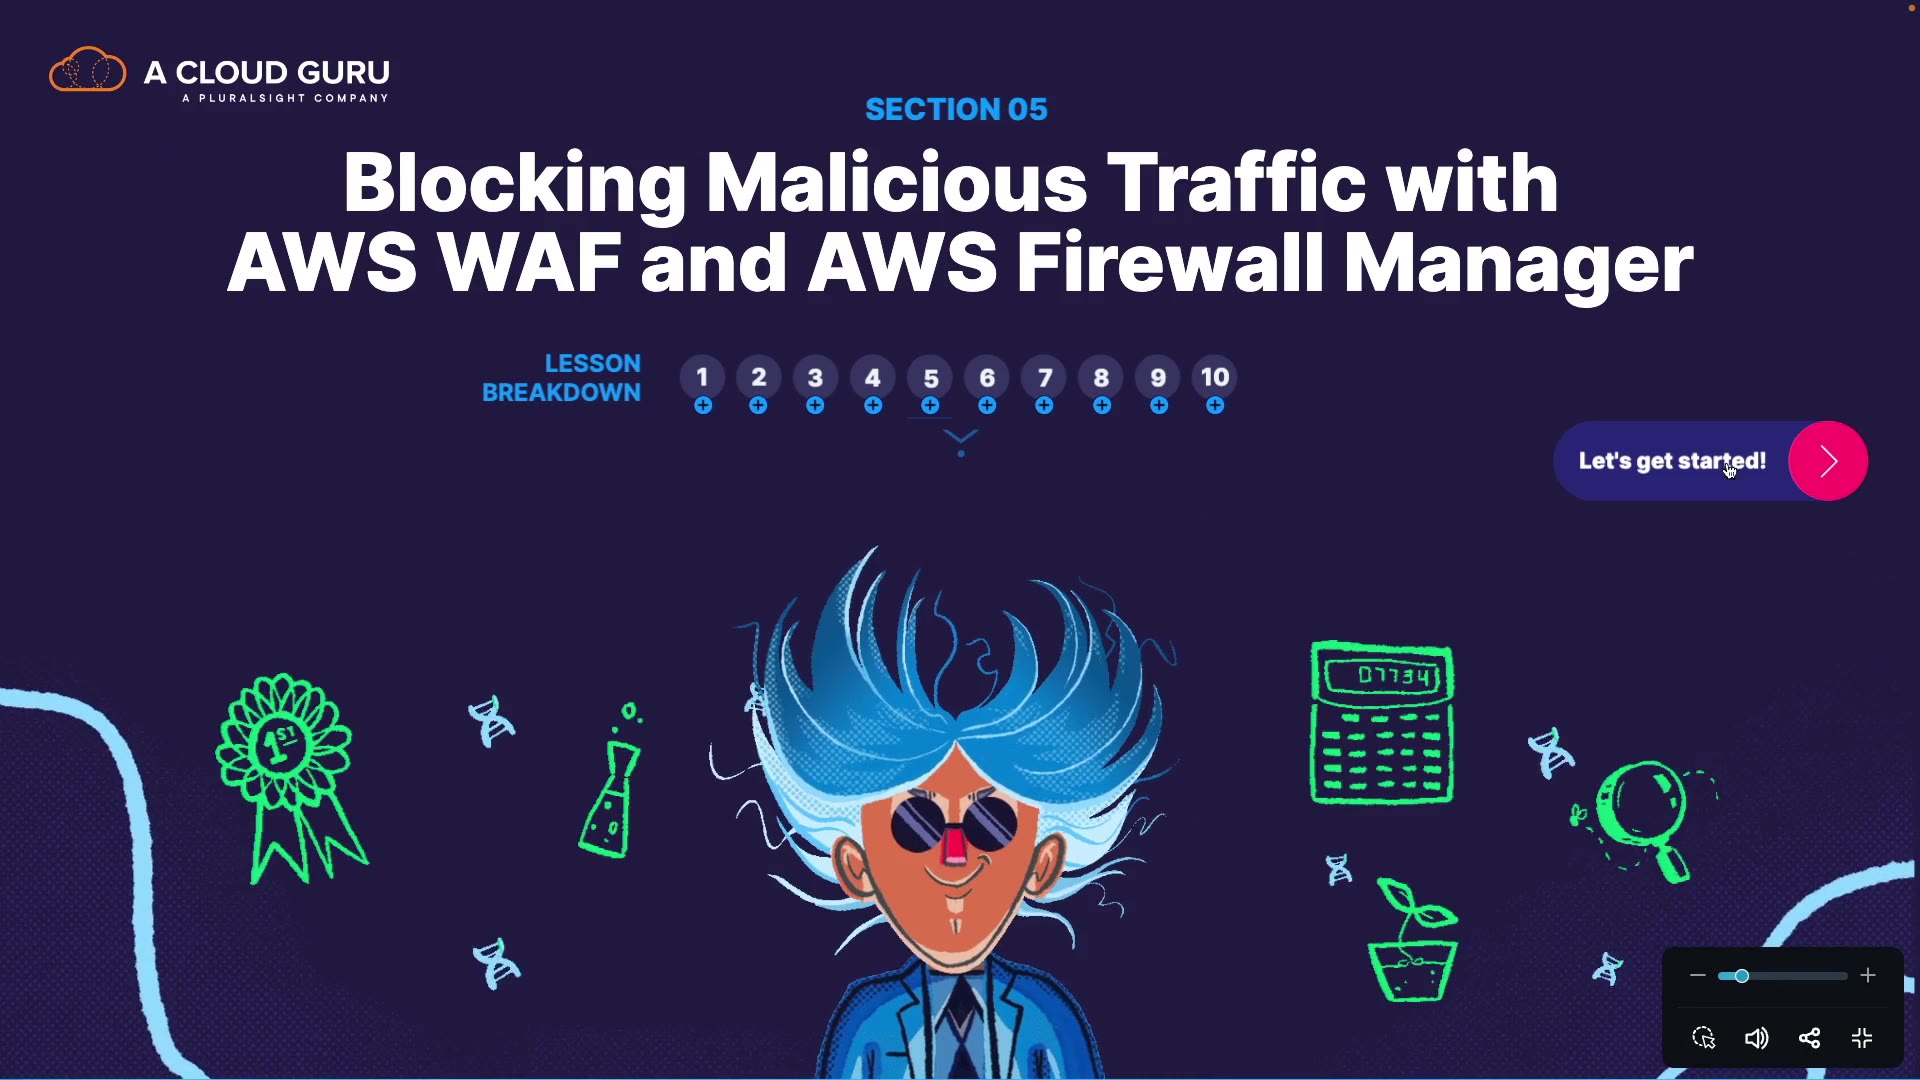 A CLOUD GURU
A PLURALSIGHT COMPANY
SECTION 05
Blocking Malicious Traffic with
AWS WAF and AWS Firewall Manager
LESSON
BREAKDOWN
1 2 3 4 5 6 7 8 9 10
Let's get started!
1ST
07734